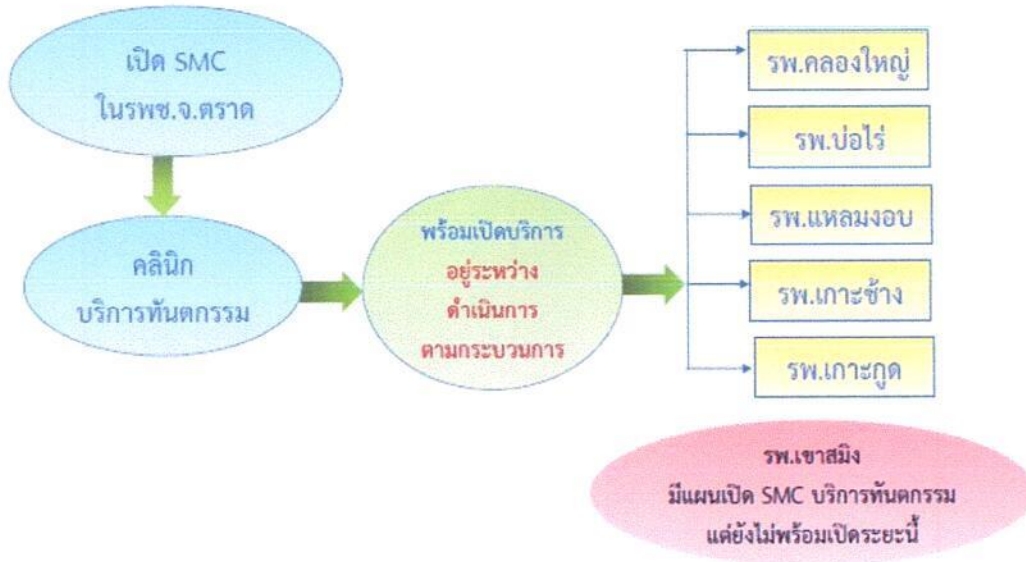 เปิด SMC
ในรพช.จ.ตราด
คลินิก
บริการทันตกรรม
พร้อมเปิดบริการ
อยู่ระหว่าง
ดำเนินการ
ตามกระบวนการ
รพ.คลองใหญ่
รพ.บ่อไร่
รพ.แหลมงอบ
รพ.เกาะช้าง
รพ.เกาะกูด
รพ.เขาสมิง
มีแผนเปิด SMC บริการทันตกรรม
แต่ยังไม่พร้อมเปิดระยะนี้